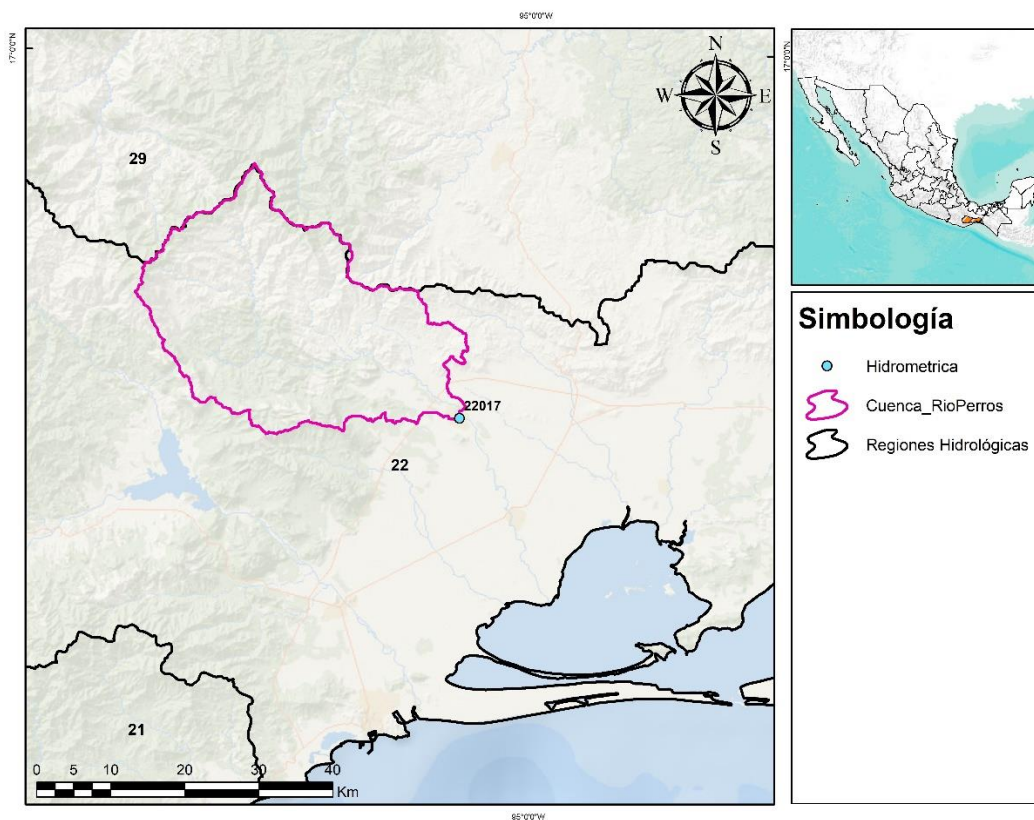 95°0'0"W
17°0'0"N
17°0'0"N
N
W
E
S
29
22017
22
21
0 5 10 20 30 40
Km
95°0'0"W
Simbología
Hidrometrica
Cuenca_RioPerros
Regiones Hidrológicas